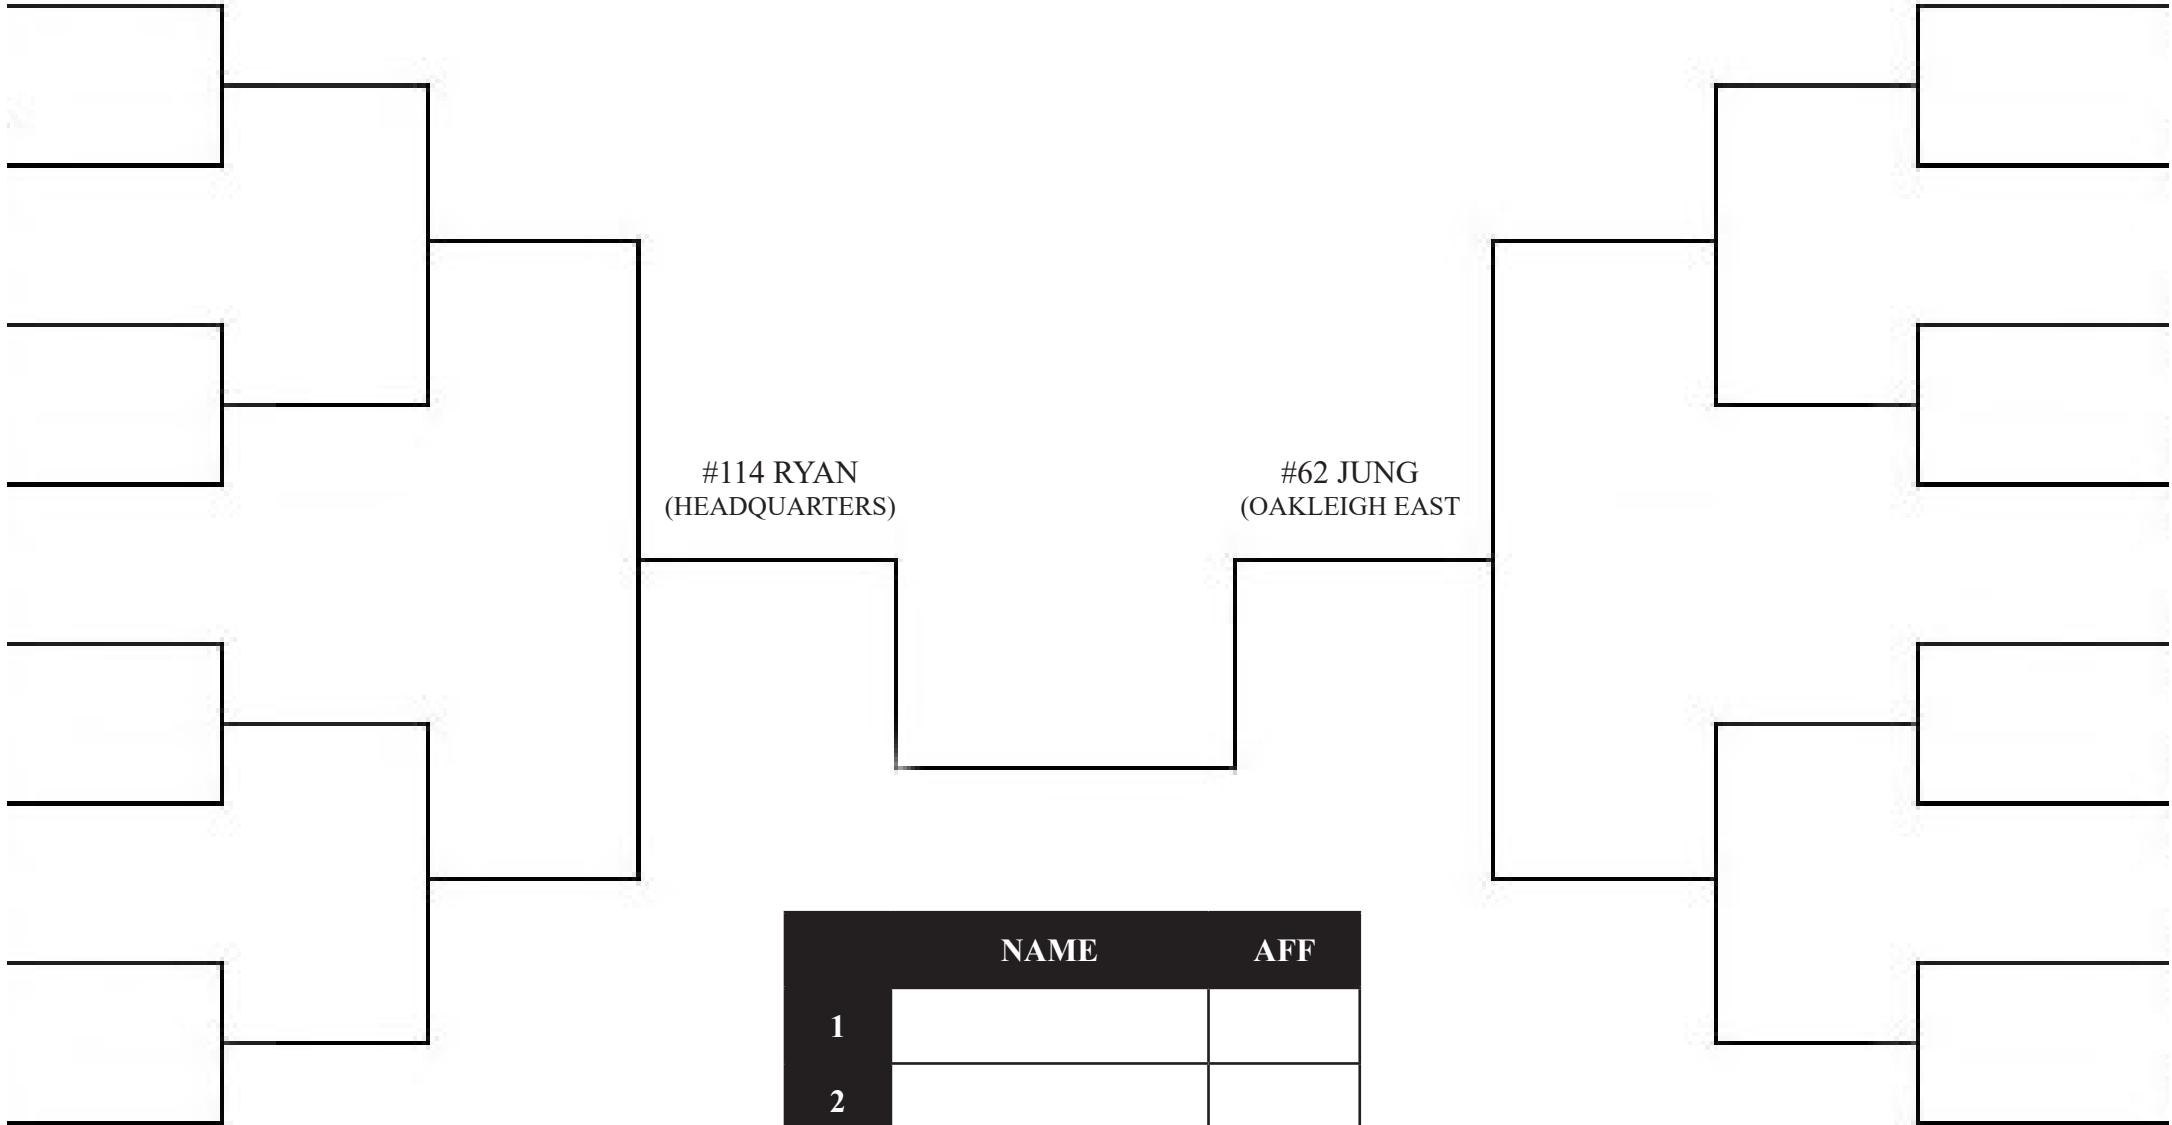 #114 RYAN
(HEADQUARTERS)
#62 JUNG
(OAKLEIGH EAST
NAME AFF
1
2